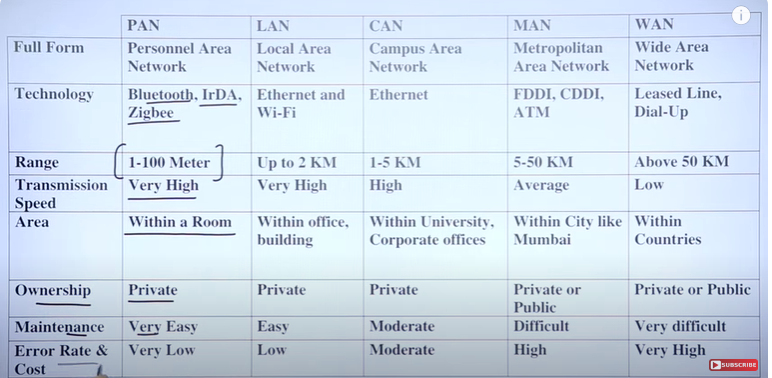 PAN LAN CAN MAN WAN
Full Form Personnel Area Local Area Campus Area Metropolitan Wide Area
Network Network Network Area Network Network
Technology Bluetooth, IrDA, Ethernet and Ethernet FDDI, CDDI, Leased Line,
Zigbee Wi-Fi ATM Dial-Up
Range 1-100 Meter Up to 2 KM 1-5 KM 5-50 KM Above 50 KM
Transmission Very High Very High High Average Low
Speed
Area Within a Room Within office, Within University, Within City like Within
building Corporate offices Mumbai Countries
Ownership Private Private Private Private or Private or Public
Public
Maintenance Very Easy Easy Moderate Difficult Very difficult
Error Rate & Very Low Low Moderate High Very High
Cost
SUBSCRIBE